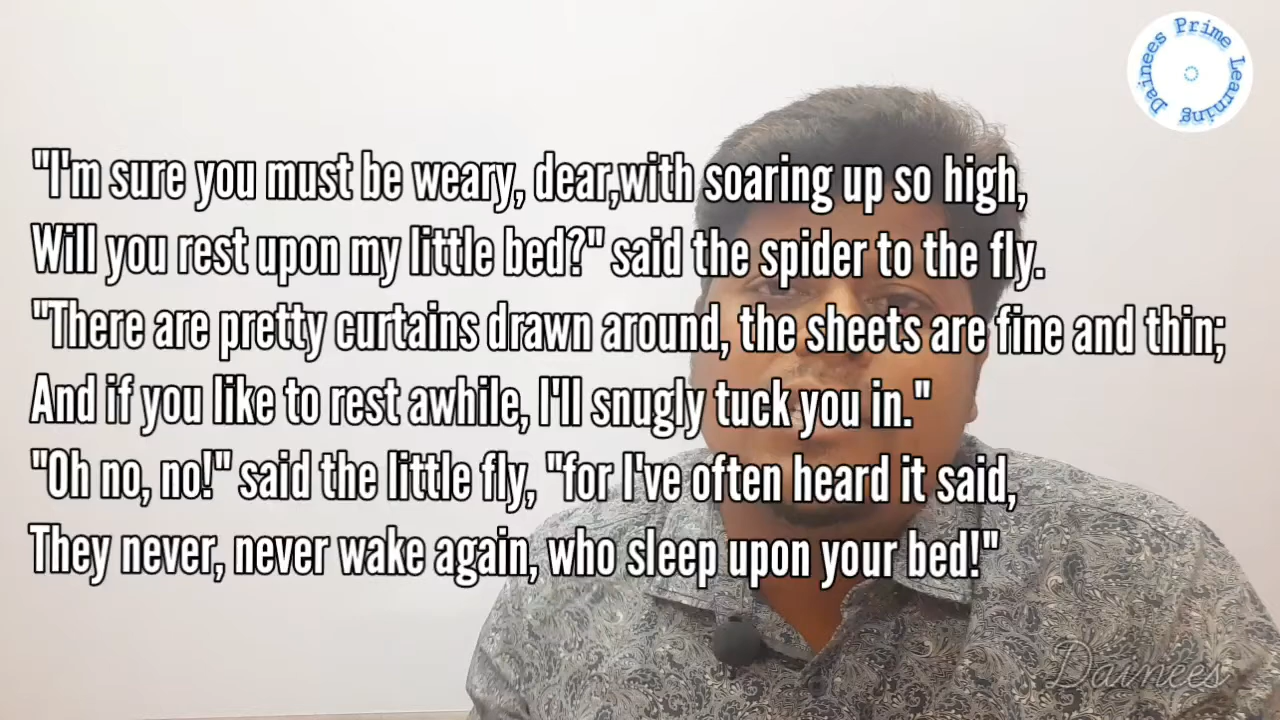 "I'm sure you must be weary, dear,with soaring up so high,
Will you rest upon my little bed?" said the spider to the fly.
"There are pretty curtains drawn around, the sheets are fine and thin;
And if you like to rest awhile, I'll snugly tuck you in."
"Oh no, no!" said the little fly, "for I've often heard it said,
They never, never wake again, who sleep upon your bed!"
Dainees Prime Learning
Dainees